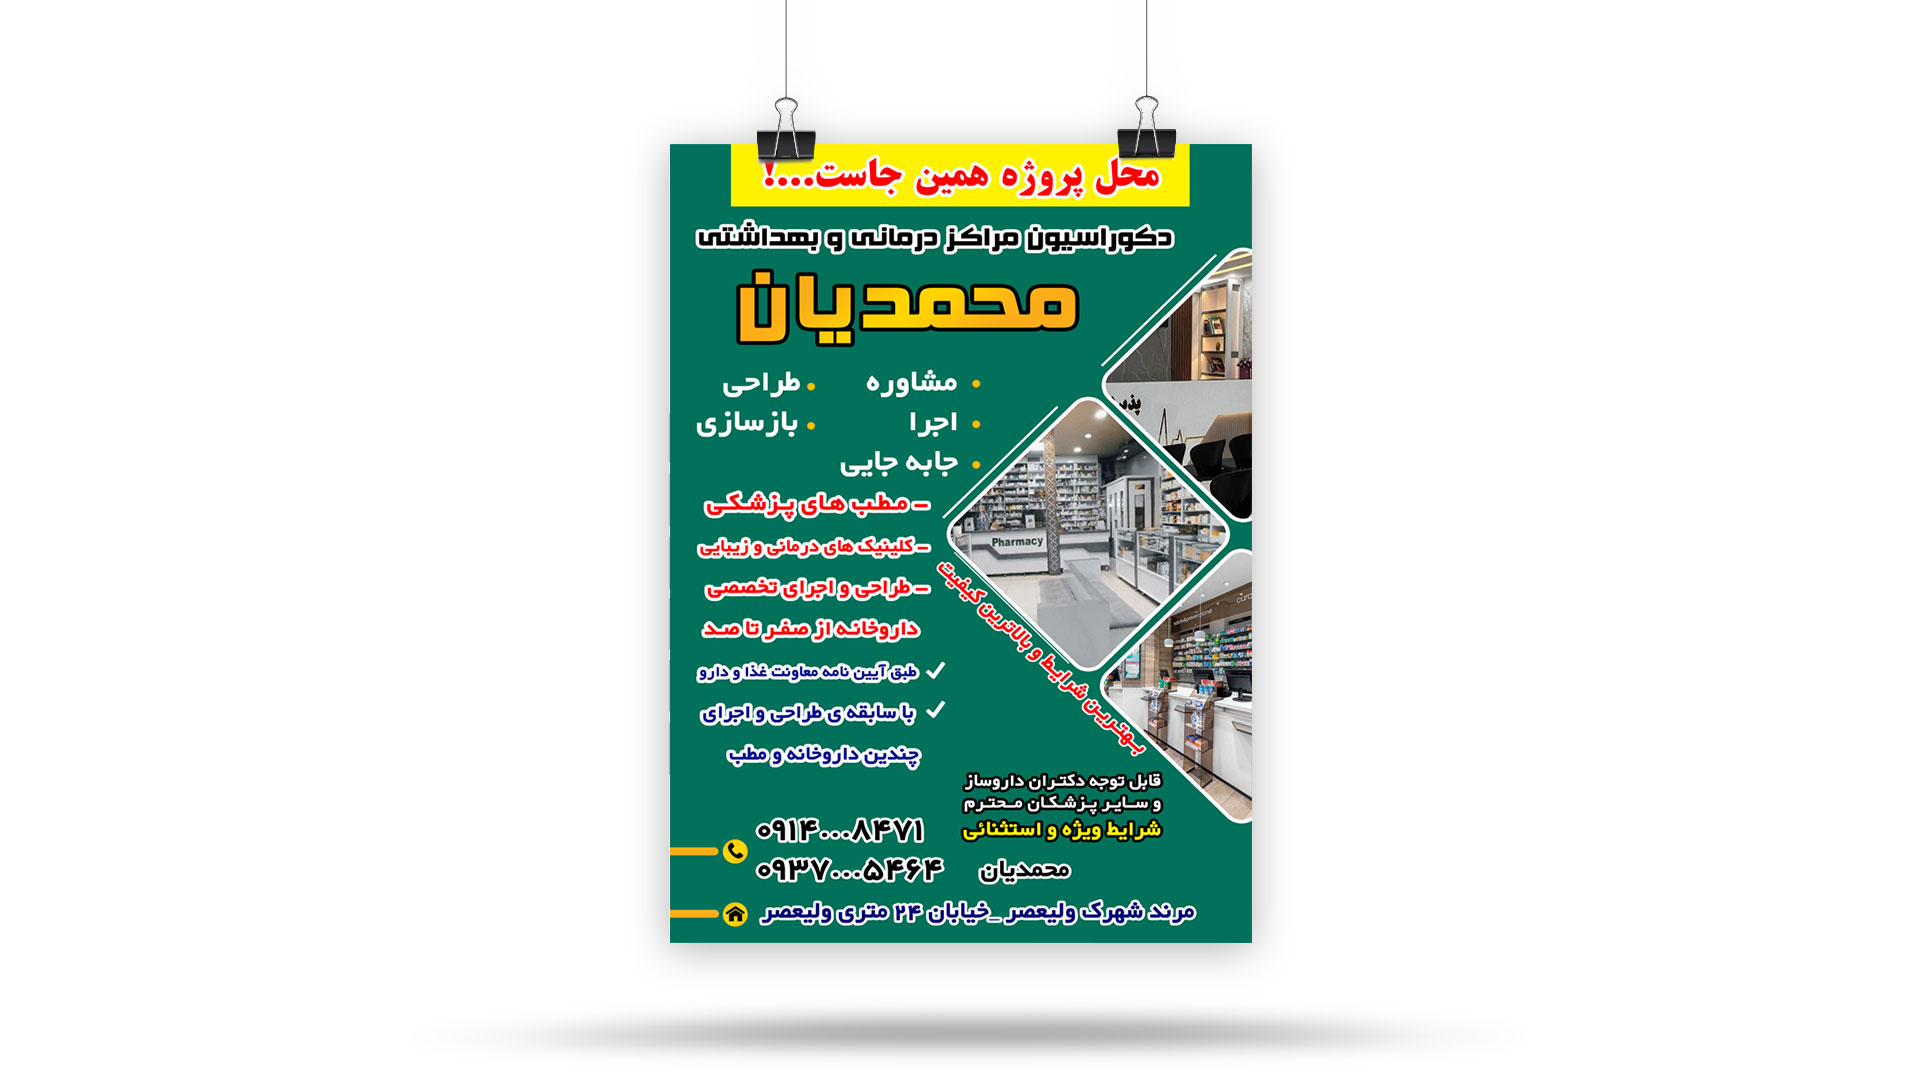 محل پروژه همین جاست...!
دکوراسیون مراکز درمانی و بهداشتی
محمدیان
• مشاوره
• طراحی
• اجرا
• بازسازی
• جابه جایی
- مطب های پزشکی
- کلینیک های درمانی و زیبایی
- طراحی و اجرای تخصصی
داروخانه از صفر تا صد
✓ طبق آیین نامه معاونت غذا و دارو
✓ با سابقه ی طراحی و اجرای
چندین داروخانه و مطب
Pharmacy
بهترین شرایط و بالاترین کیفیت
قابل توجه دکتران داروساز
و سایر پزشکان محترم
شرایط ویژه و استثنائی
۰۹۱۴...۸۴۷۱
۰۹۳۷...۵۴۶۴
محمدیان
مرند شهرک ولیعصر _خیابان ۲۴ متری ولیعصر